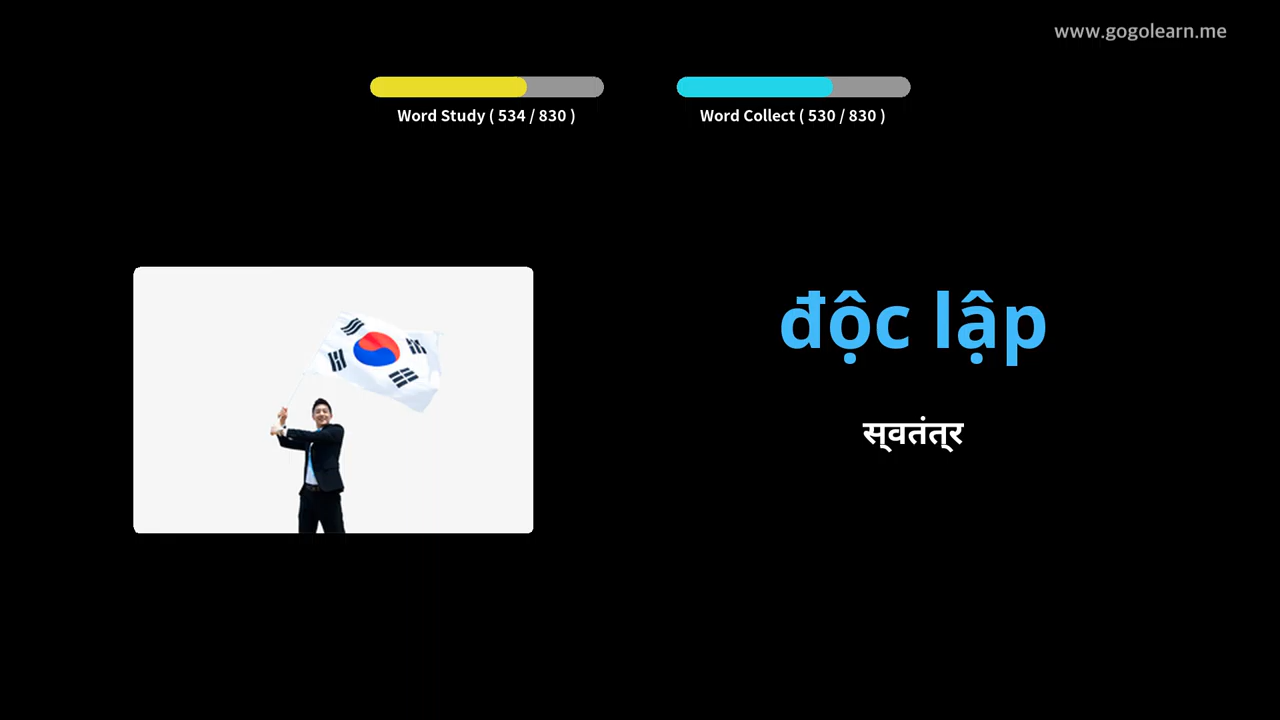 www.gogolearn.me
Word Study ( 534 / 830 )
Word Collect ( 530 / 830 )
độc lập
स्वतंत्र